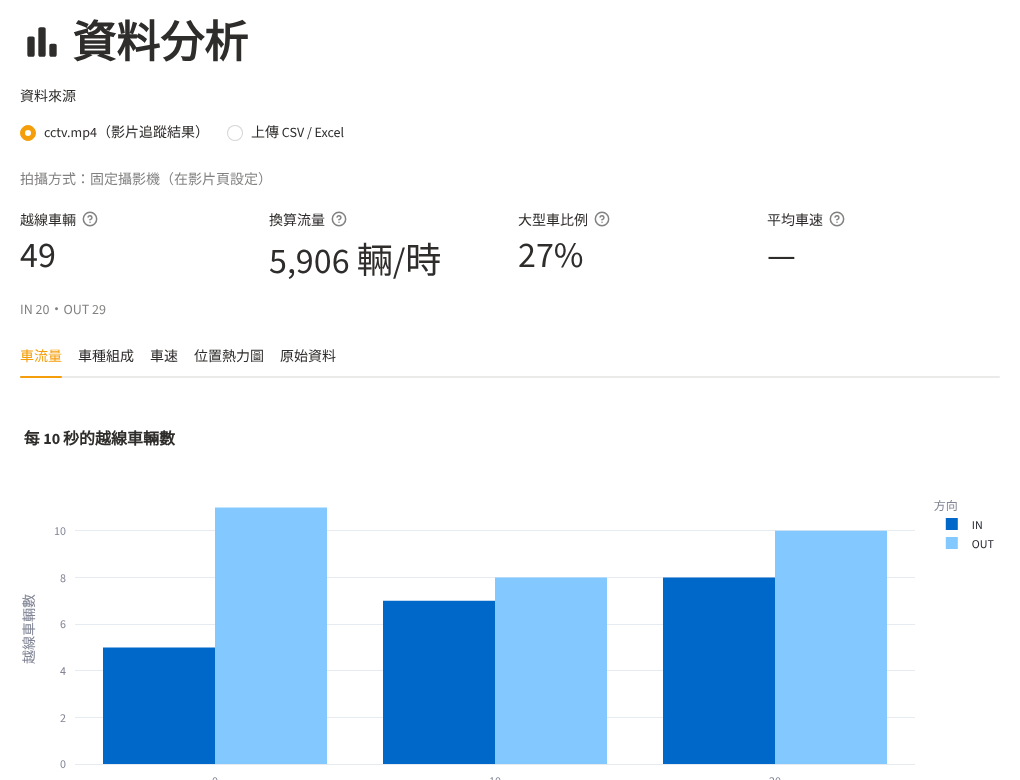 資料分析
資料來源
cctv.mp4（影片追蹤結果） 上傳 CSV / Excel
拍攝方式：固定攝影機（在影片頁設定）
越線車輛 換算流量 大型車比例 平均車速
49 5,906 輛/時 27% —
IN 20・OUT 29
車流量 車種組成 車速 位置熱力圖 原始資料
每 10 秒的越線車輛數
方向
IN
OUT
越線車輛數
10
8
6
4
2
0